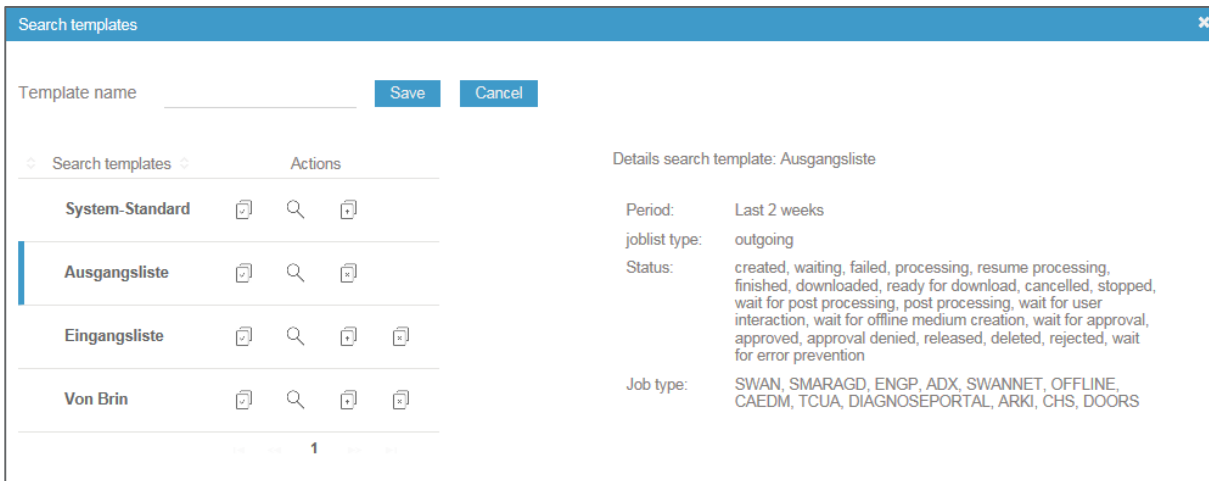 Search templates
Template name
Save
Cancel
Search templates
Actions
System-Standard
Ausgangsliste
Eingangsliste
Von Brin
1
Details search template: Ausgangsliste
Period: Last 2 weeks
joblist type: outgoing
Status: created, waiting, failed, processing, resume processing,
finished, downloaded, ready for download, cancelled, stopped,
wait for post processing, post processing, wait for user
interaction, wait for offline medium creation, wait for approval,
approved, approval denied, released, deleted, rejected, wait
for error prevention
Job type: SWAN, SMARAGD, ENGP, ADX, SWANNET, OFFLINE,
CAEDM, TCUA, DIAGNOSEPORTAL, ARKI, CHS, DOORS